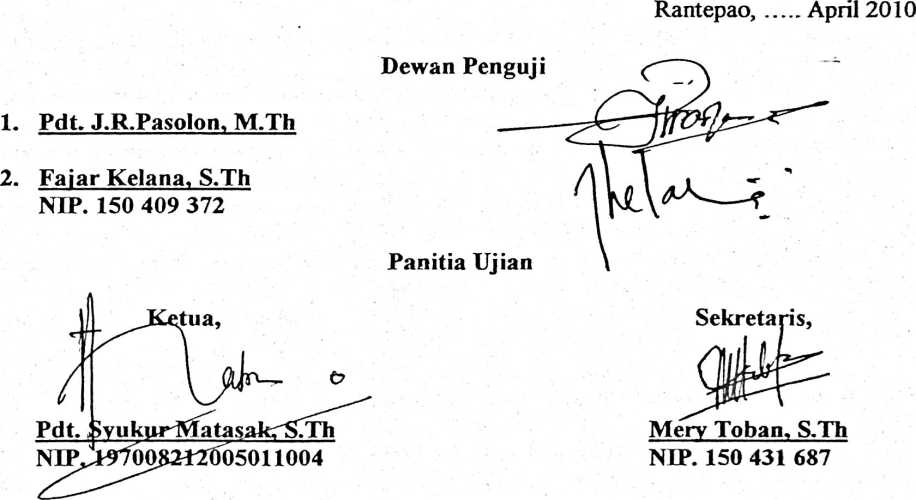 Rantepao, ..... April 2010
Dewan Penguji
1. Pdt. J.R.Pasolon, M.Th
2. Fajar Kelana, S.Th
NIP. 150 409 372
Panitia Ujian
Ketua,
Sekretaris,
Pdt. Syukur Matasak, S.Th
NIP. 197008212005011004
Mery Toban, S.Th
NIP. 150 431 687